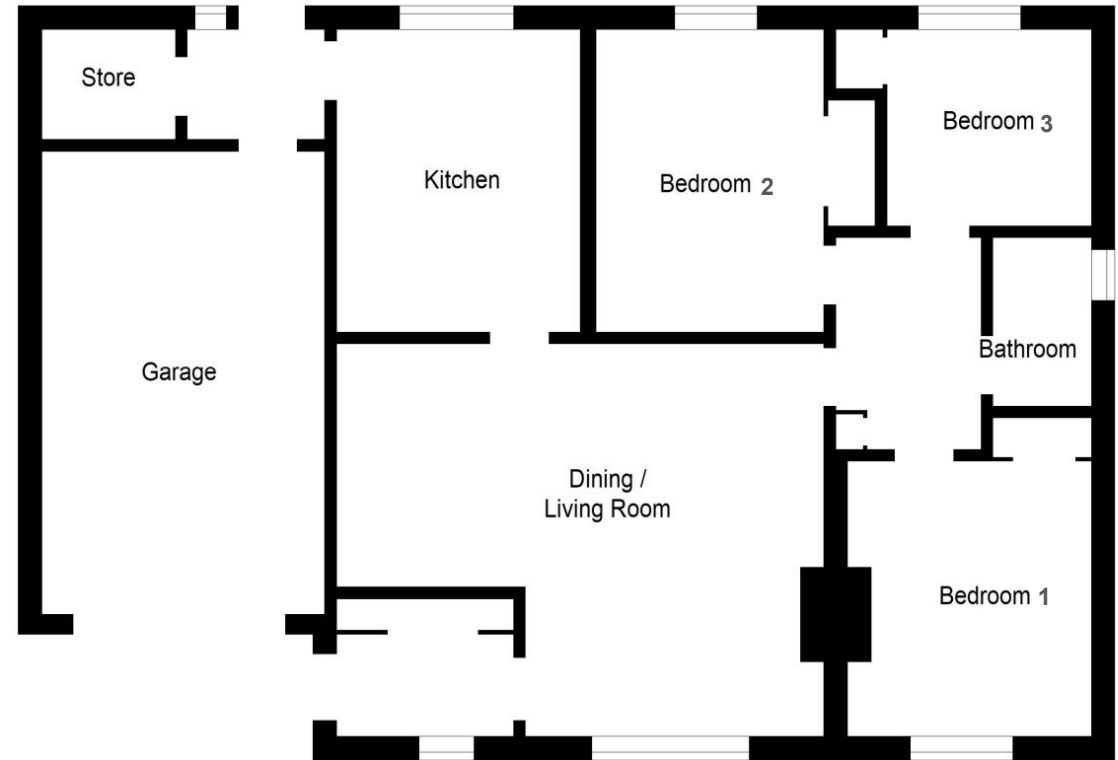 Store
Bedroom 3
Kitchen
Bedroom 2
Bathroom
Garage
Dining /
Living Room
Bedroom 1